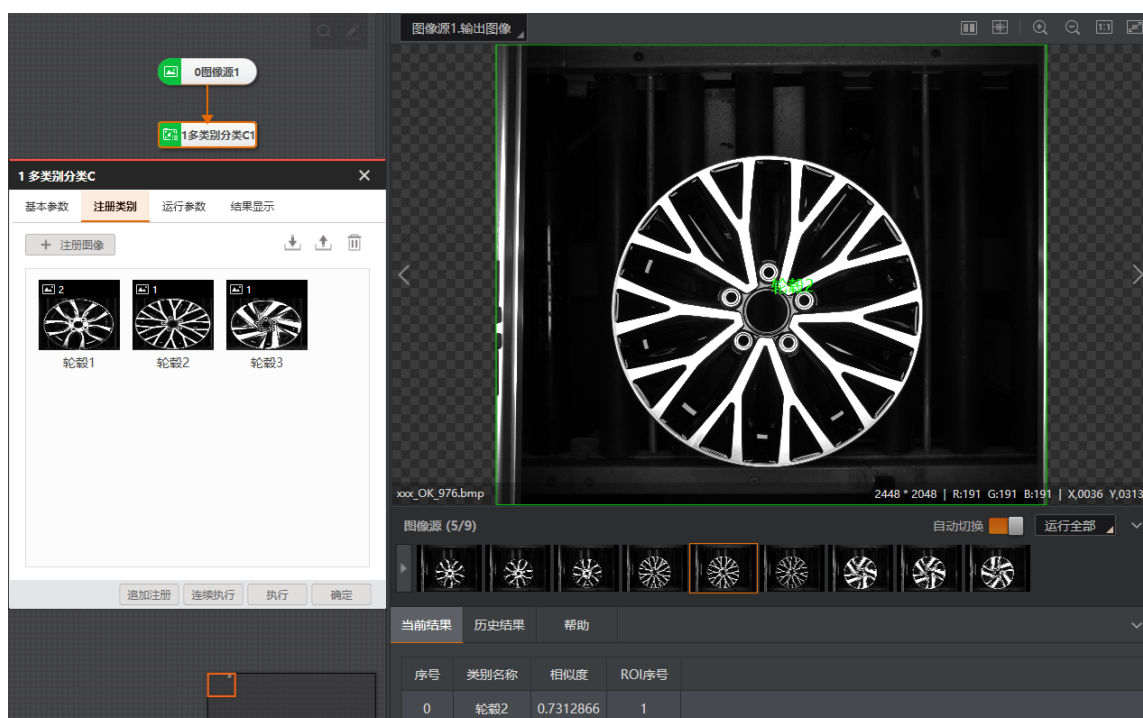 图像源1.输出图像
1:1
0图像源1
1多类别分类C1
1 多类别分类C
基本参数 注册类别 运行参数 结果显示
+ 注册图像
2 1 1
轮毂1 轮毂2 轮毂3
追加注册 连续执行 执行 确定
轮毂2
xxx_OK_976.bmp 2448 * 2048 | R:191 G:191 B:191 | X,0036 Y,0313
图像源 (5/9) 自动切换 运行全部
当前结果 历史结果 帮助
序号 类别名称 相似度 ROI序号
0 轮毂2 0.7312866 1